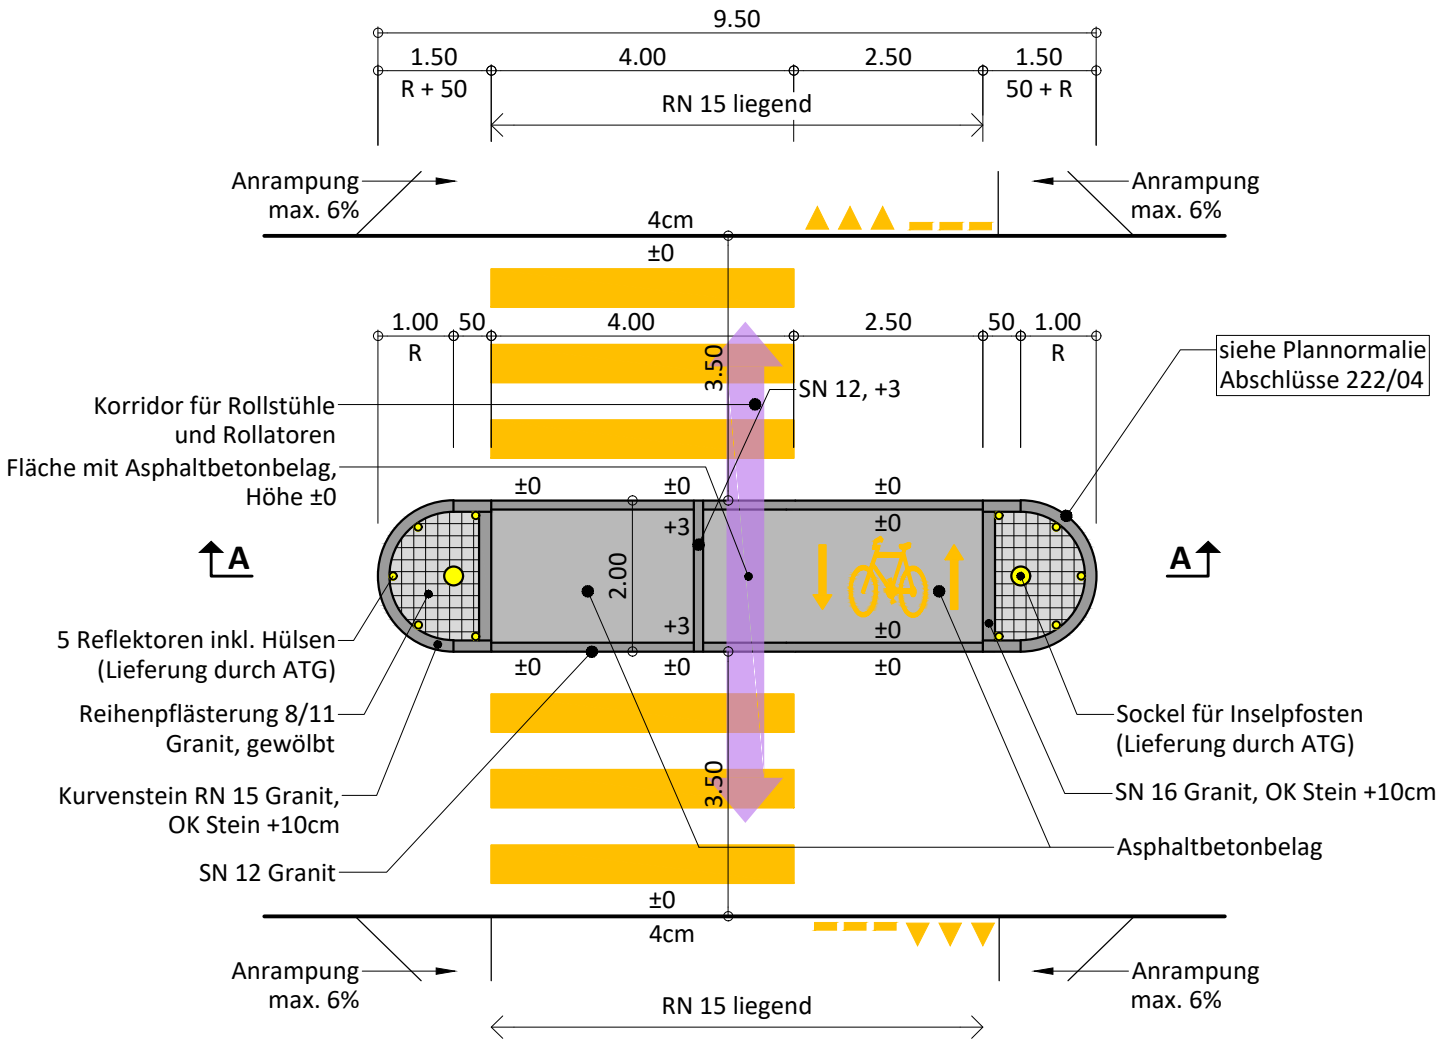 9.50
1.50 4.00 2.50 1.50
R + 50 50 + R
RN 15 liegend
Anrampung
max. 6%
Anrampung
max. 6%
4cm
±0
1.00 50 4.00 2.50 50 1.00
R R
3.50
siehe Plannormalie
Abschlüsse 222/04
SN 12, +3
Korridor für Rollstühle
und Rollatoren
Fläche mit Asphaltbetonbelag,
Höhe ±0
±0 ±0 ±0
+3 ±0
A A
2.00
+3 ±0
±0 ±0 ±0
5 Reflektoren inkl. Hülsen
(Lieferung durch ATG)
Reihenpflästerung 8/11
Granit, gewölbt
Kurvenstein RN 15 Granit,
OK Stein +10cm
SN 12 Granit
Sockel für Inselpfosten
(Lieferung durch ATG)
SN 16 Granit, OK Stein +10cm
Asphaltbetonbelag
3.50
±0
4cm
Anrampung
max. 6%
Anrampung
max. 6%
RN 15 liegend